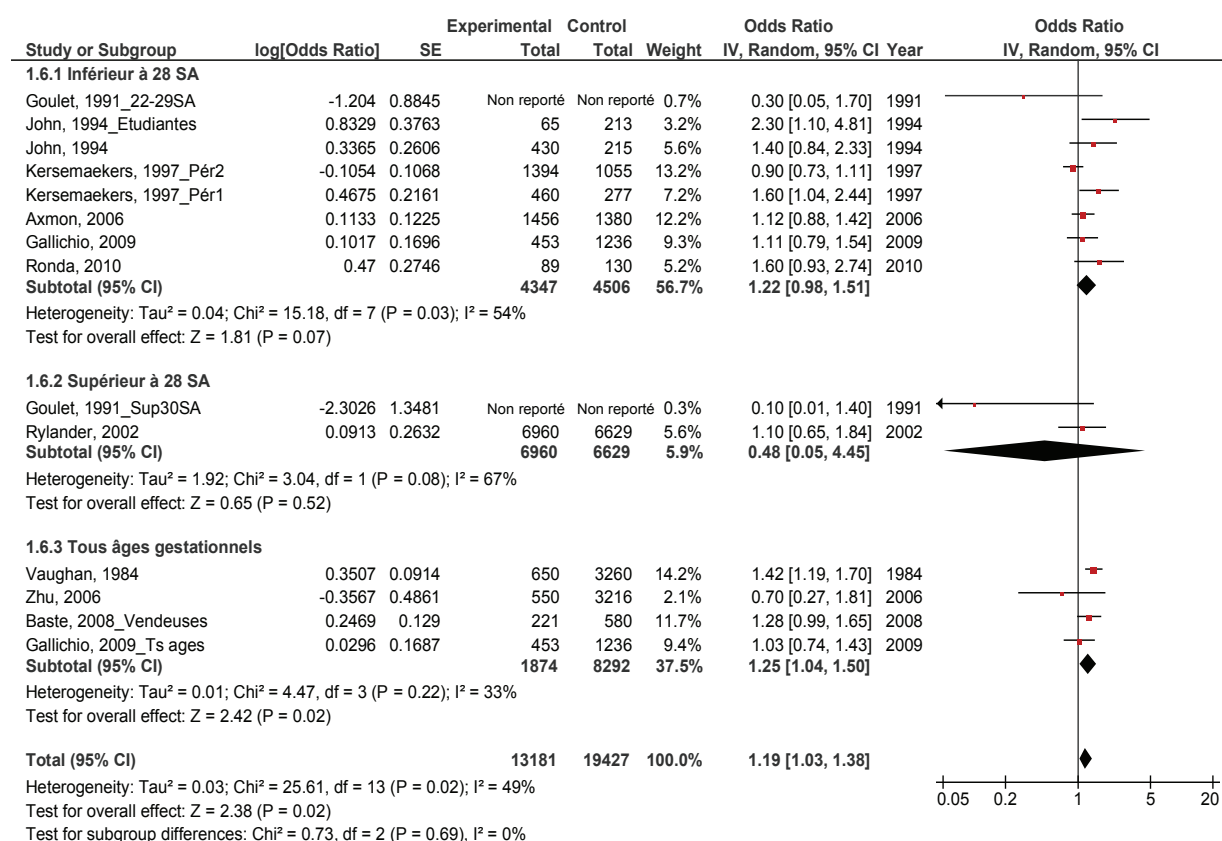 Experimental Control Odds Ratio Odds Ratio
Study or Subgroup log[Odds Ratio] SE Total Total Weight IV, Random, 95% CI Year IV, Random, 95% CI
1.6.1 Inférieur à 28 SA
Goulet, 1991_22-29SA -1.204 0.8845 Non reporté Non reporté 0.7% 0.30 [0.05, 1.70] 1991
John, 1994_Etudiantes 0.8329 0.3763 65 213 3.2% 2.30 [1.10, 4.81] 1994
John, 1994 0.3365 0.2606 430 215 5.6% 1.40 [0.84, 2.33] 1994
Kersemaekers, 1997_Pér2 -0.1054 0.1068 1394 1055 13.2% 0.90 [0.73, 1.11] 1997
Kersemaekers, 1997_Pér1 0.4675 0.2161 460 277 7.2% 1.60 [1.04, 2.44] 1997
Axmon, 2006 0.1133 0.1225 1456 1380 12.2% 1.12 [0.88, 1.42] 2006
Gallichio, 2009 0.1017 0.1696 453 1236 9.3% 1.11 [0.79, 1.54] 2009
Ronda, 2010 0.47 0.2746 89 130 5.2% 1.60 [0.93, 2.74] 2010
Subtotal (95% CI) 4347 4506 56.7% 1.22 [0.98, 1.51]
Heterogeneity: Tau² = 0.04; Chi² = 15.18, df = 7 (P = 0.03); I² = 54%
Test for overall effect: Z = 1.81 (P = 0.07)
1.6.2 Supérieur à 28 SA
Goulet, 1991_Sup30SA -2.3026 1.3481 Non reporté Non reporté 0.3% 0.10 [0.01, 1.40] 1991
Rylander, 2002 0.0913 0.2632 6960 6629 5.6% 1.10 [0.65, 1.84] 2002
Subtotal (95% CI) 6960 6629 5.9% 0.48 [0.05, 4.45]
Heterogeneity: Tau² = 1.92; Chi² = 3.04, df = 1 (P = 0.08); I² = 67%
Test for overall effect: Z = 0.65 (P = 0.52)
1.6.3 Tous âges gestationnels
Vaughan, 1984 0.3507 0.0914 650 3260 14.2% 1.42 [1.19, 1.70] 1984
Zhu, 2006 -0.3567 0.4861 550 3216 2.1% 0.70 [0.27, 1.81] 2006
Baste, 2008_Vendeuses 0.2469 0.129 221 580 11.7% 1.28 [0.99, 1.65] 2008
Gallichio, 2009_Ts ages 0.0296 0.1687 453 1236 9.4% 1.03 [0.74, 1.43] 2009
Subtotal (95% CI) 1874 8292 37.5% 1.25 [1.04, 1.50]
Heterogeneity: Tau² = 0.01; Chi² = 4.47, df = 3 (P = 0.22); I² = 33%
Test for overall effect: Z = 2.42 (P = 0.02)
Total (95% CI) 13181 19427 100.0% 1.19 [1.03, 1.38]
Heterogeneity: Tau² = 0.03; Chi² = 25.61, df = 13 (P = 0.02); I² = 49%
0.05 0.2 1 5 20
Test for overall effect: Z = 2.38 (P = 0.02)
Test for subgroup differences: Chi² = 0.73, df = 2 (P = 0.69), I² = 0%